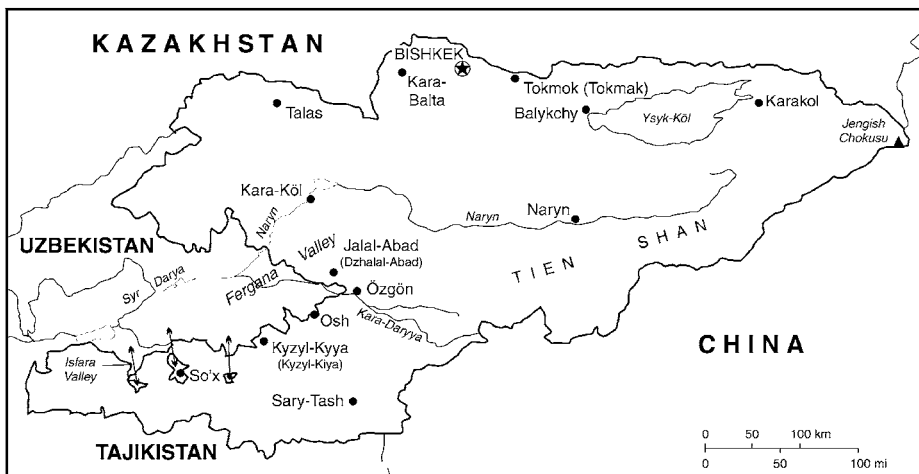 KAZAKHSTAN
BISHKEK
Kara-
Balta
Tokmok (Tokmak)
Talas
Balykchy
Ysyk-Köl
Karakol
Jengish
Chokusu
Kara-Köl
Naryn
Naryn
Naryn
TIEN SHAN
UZBEKISTAN
Syr Darya
Fergana Valley
Jalal-Abad
(Dzhalal-Abad)
Özgön
Osh
Kara-Daryya
CHINA
Isfara
Valley
So'x
Kyzyl-Kyya
(Kyzyl-Kiya)
Sary-Tash
TAJIKISTAN
0 50 100 km
0 50 100 mi